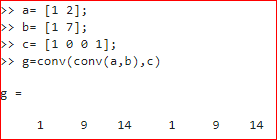 >> a= [1 2];
>> b= [1 7];
>> c= [1 0 0 1];
>> g=conv(conv(a,b),c)
g =
1 9 14 1 9 14